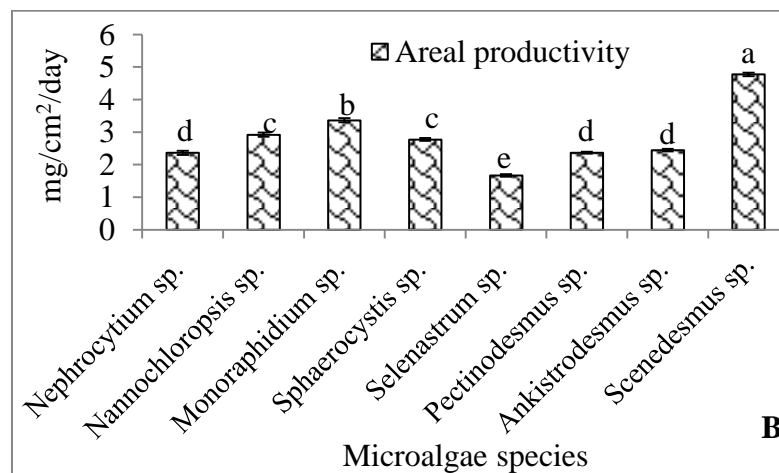 mg/cm²/day
6
5
4
3
2
1
0
Areal productivity
d
c
b
c
e
d
d
a
Nephrocytium sp.
Nannochloropsis sp.
Monoraphidium sp.
Sphaerocystis sp.
Selenastrum sp.
Pectinodesmus sp.
Ankistrodesmus sp.
Scenedesmus sp.
Microalgae species
B